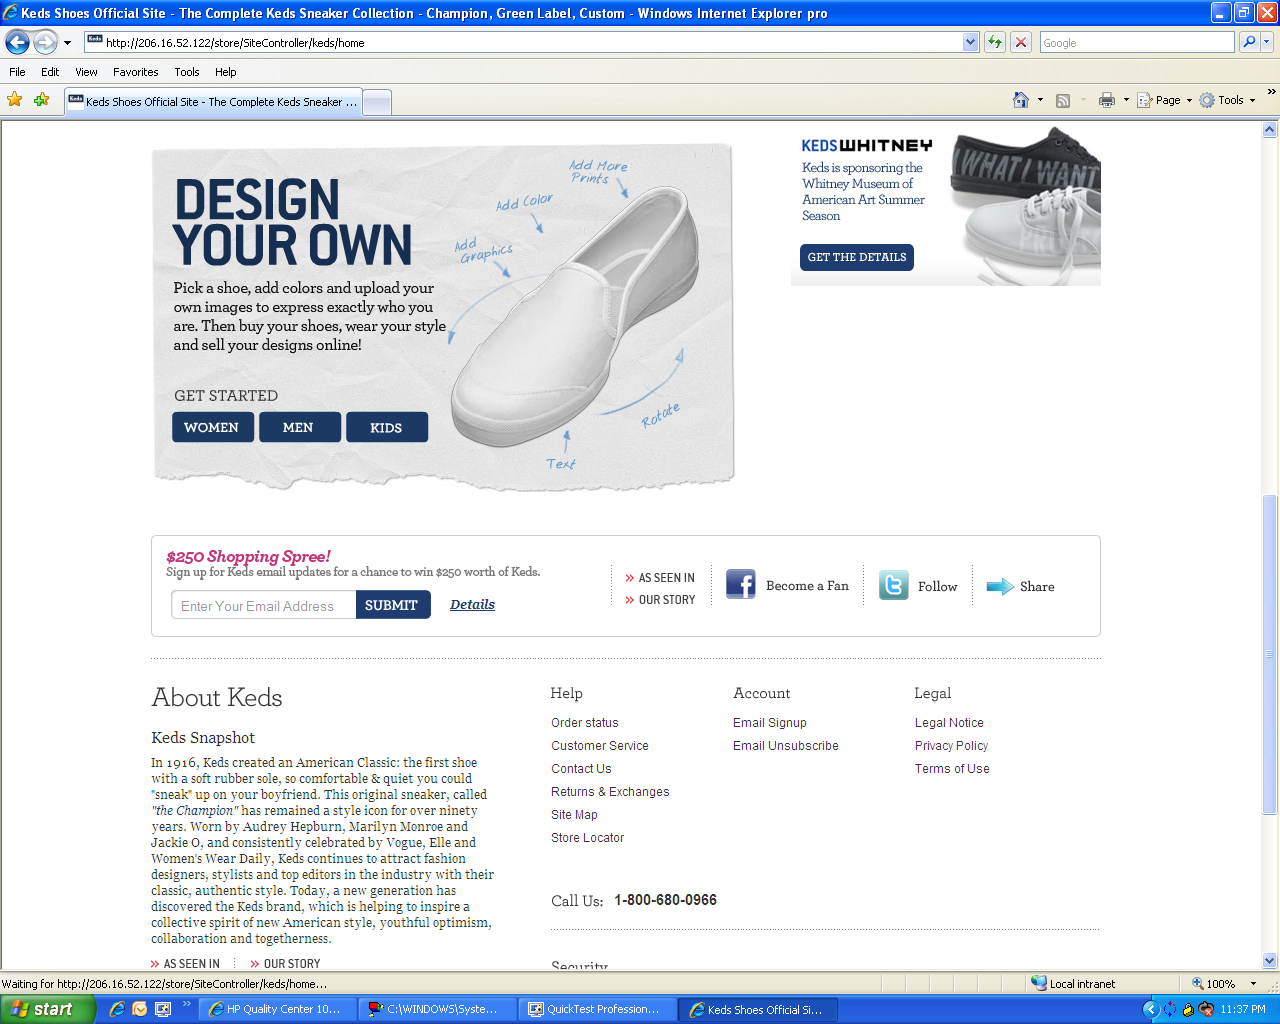 Keds Shoes Official Site - The Complete Keds Sneaker Collection - Champion, Green Label, Custom - Windows Internet Explorer pro
http://206.16.52.122/store/SiteController/keds/home
Google
File Edit View Favorites Tools Help
Keds Shoes Official Site - The Complete Keds Sneaker ...
Page Tools
DESIGN
YOUR OWN
Pick a shoe, add colors and upload your
own images to express exactly who you
are. Then buy your shoes, wear your style
and sell your designs online!
GET STARTED
WOMEN MEN KIDS
Add More
Prints
Add Color
Add
Graphics
Rotate
Text
KEDS WHITNEY
Keds is sponsoring the
Whitney Museum of
American Art Summer
Season
GET THE DETAILS
WHAT I WANT
$250 Shopping Spree!
Sign up for Keds email updates for a chance to win $250 worth of Keds.
Enter Your Email Address SUBMIT Details
AS SEEN IN
OUR STORY
Become a Fan
Follow
Share
About Keds
Keds Snapshot
In 1916, Keds created an American Classic: the first shoe
with a soft rubber sole, so comfortable & quiet you could
"sneak" up on your boyfriend. This original sneaker, called
"the Champion" has remained a style icon for over ninety
years. Worn by Audrey Hepburn, Marilyn Monroe and
Jackie O, and consistently celebrated by Vogue, Elle and
Women's Wear Daily, Keds continues to attract fashion
designers, stylists and top editors in the industry with their
classic, authentic style. Today, a new generation has
discovered the Keds brand, which is helping to inspire a
collective spirit of new American style, youthful optimism,
collaboration and togetherness.
AS SEEN IN OUR STORY
Help
Order status
Customer Service
Contact Us
Returns & Exchanges
Site Map
Store Locator
Account
Email Signup
Email Unsubscribe
Legal
Legal Notice
Privacy Policy
Terms of Use
Call Us: 1-800-680-0966
Security
Waiting for http://206.16.52.122/store/SiteController/keds/home...
Local intranet
100%
start
HP Quality Center 10...
C:\WINDOWS\Syste...
QuickTest Profession...
Keds Shoes Official Si...
11:37 PM